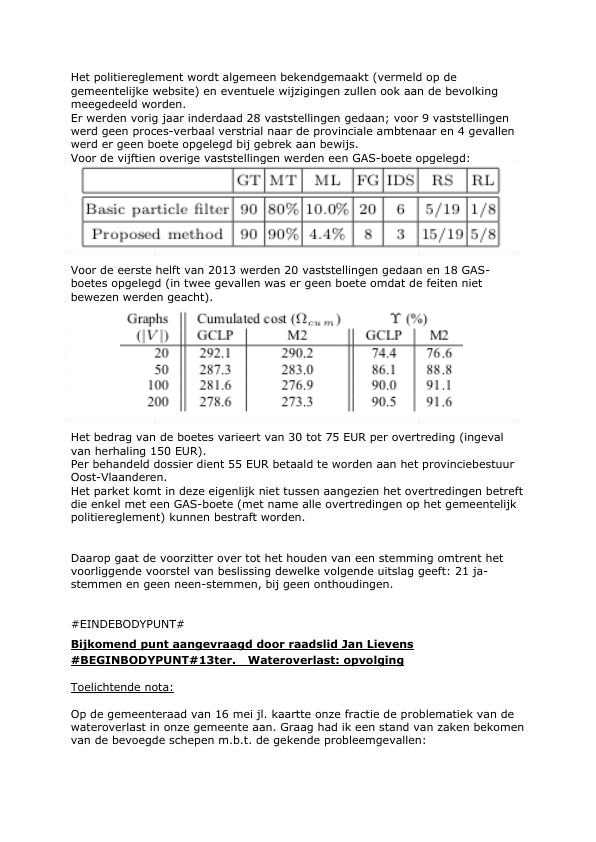 Het politiereglement wordt algemeen bekendgemaakt (vermeld op de
gemeentelijke website) en eventuele wijzigingen zullen ook aan de bevolking
meegedeeld worden.
Er werden vorig jaar inderdaad 28 vaststellingen gedaan; voor 9 vaststellingen
werd geen proces-verbaal verstrial naar de provinciale ambtenaar en 4 gevallen
werd er geen boete opgelegd bij gebrek aan bewijs.
Voor de vijftien overige vaststellingen werden een GAS-boete opgelegd:
GT MT ML FG IDS RS RL
Basic particle filter 90 80% 10.0% 20 6 5/19 1/8
Proposed method 90 90% 4.4% 8 3 15/19 5/8
Voor de eerste helft van 2013 werden 20 vaststellingen gedaan en 18 GAS-
boetes opgelegd (in twee gevallen was er geen boete omdat de feiten niet
bewezen werden geacht).
Graphs Cumulated cost (Ωcum) ϒ (%)
(|V|) GCLP M2 GCLP M2
20 292.1 290.2 74.4 76.6
50 287.3 283.0 86.1 88.8
100 281.6 276.9 90.0 91.1
200 278.6 273.3 90.5 91.6
Het bedrag van de boetes varieert van 30 tot 75 EUR per overtreding (ingeval
van herhaling 150 EUR).
Per behandeld dossier dient 55 EUR betaald te worden aan het provinciebestuur
Oost-Vlaanderen.
Het parket komt in deze eigenlijk niet tussen aangezien het overtredingen betreft
die enkel met een GAS-boete (met name alle overtredingen op het gemeentelijk
politiereglement) kunnen bestraft worden.
Daarop gaat de voorzitter over tot het houden van een stemming omtrent het
voorliggende voorstel van beslissing dewelke volgende uitslag geeft: 21 ja-
stemmen en geen neen-stemmen, bij geen onthoudingen.
#EINDEBODYPUNT#
Bijkomend punt aangevraagd door raadslid Jan Lievens
#BEGINBODYPUNT#13ter. Wateroverlast: opvolging
Toelichtende nota:
Op de gemeenteraad van 16 mei jl. kaartte onze fractie de problematiek van de
wateroverlast in onze gemeente aan. Graag had ik een stand van zaken bekomen
van de bevoegde schepen m.b.t. de gekende probleemgevallen: